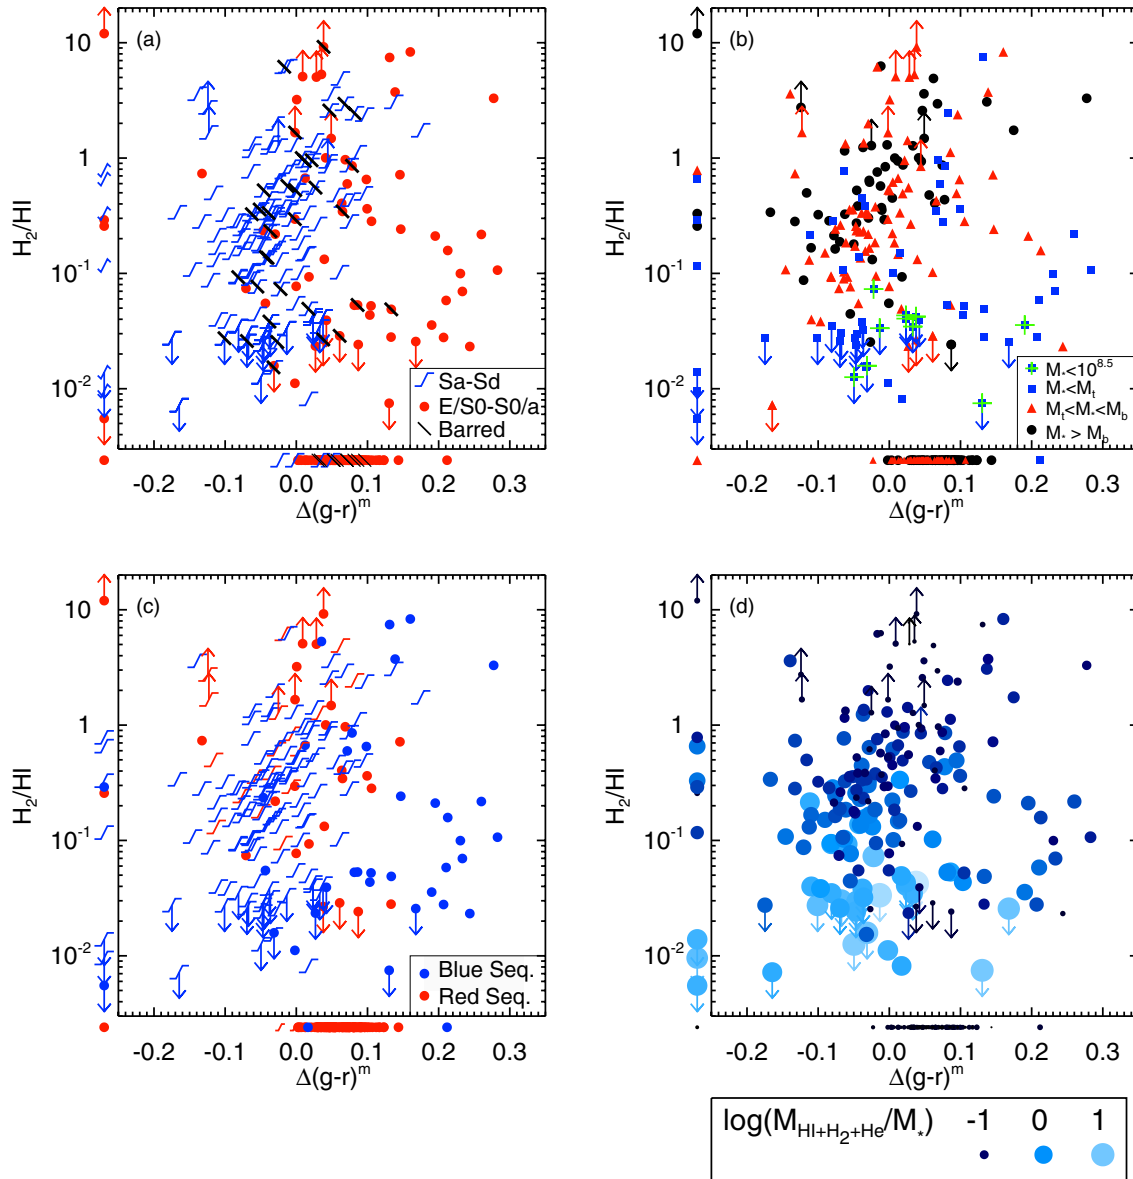 (a)
10
1
10⁻¹
10⁻²
H₂/HI
-0.2 -0.1 0.0 0.1 0.2 0.3
Δ(g-r)ᵐ
Sa-Sd
E/S0-S0/a
Barred
(b)
10
1
10⁻¹
10⁻²
H₂/HI
-0.2 -0.1 0.0 0.1 0.2 0.3
Δ(g-r)ᵐ
M*<10^8.5
M*<Mt
Mt<M*<Mb
M* > Mb
(c)
10
1
10⁻¹
10⁻²
H₂/HI
-0.2 -0.1 0.0 0.1 0.2 0.3
Δ(g-r)ᵐ
Blue Seq.
Red Seq.
(d)
10
1
10⁻¹
10⁻²
H₂/HI
-0.2 -0.1 0.0 0.1 0.2 0.3
Δ(g-r)ᵐ
log(M_HI+H₂+He/M*) -1 0 1